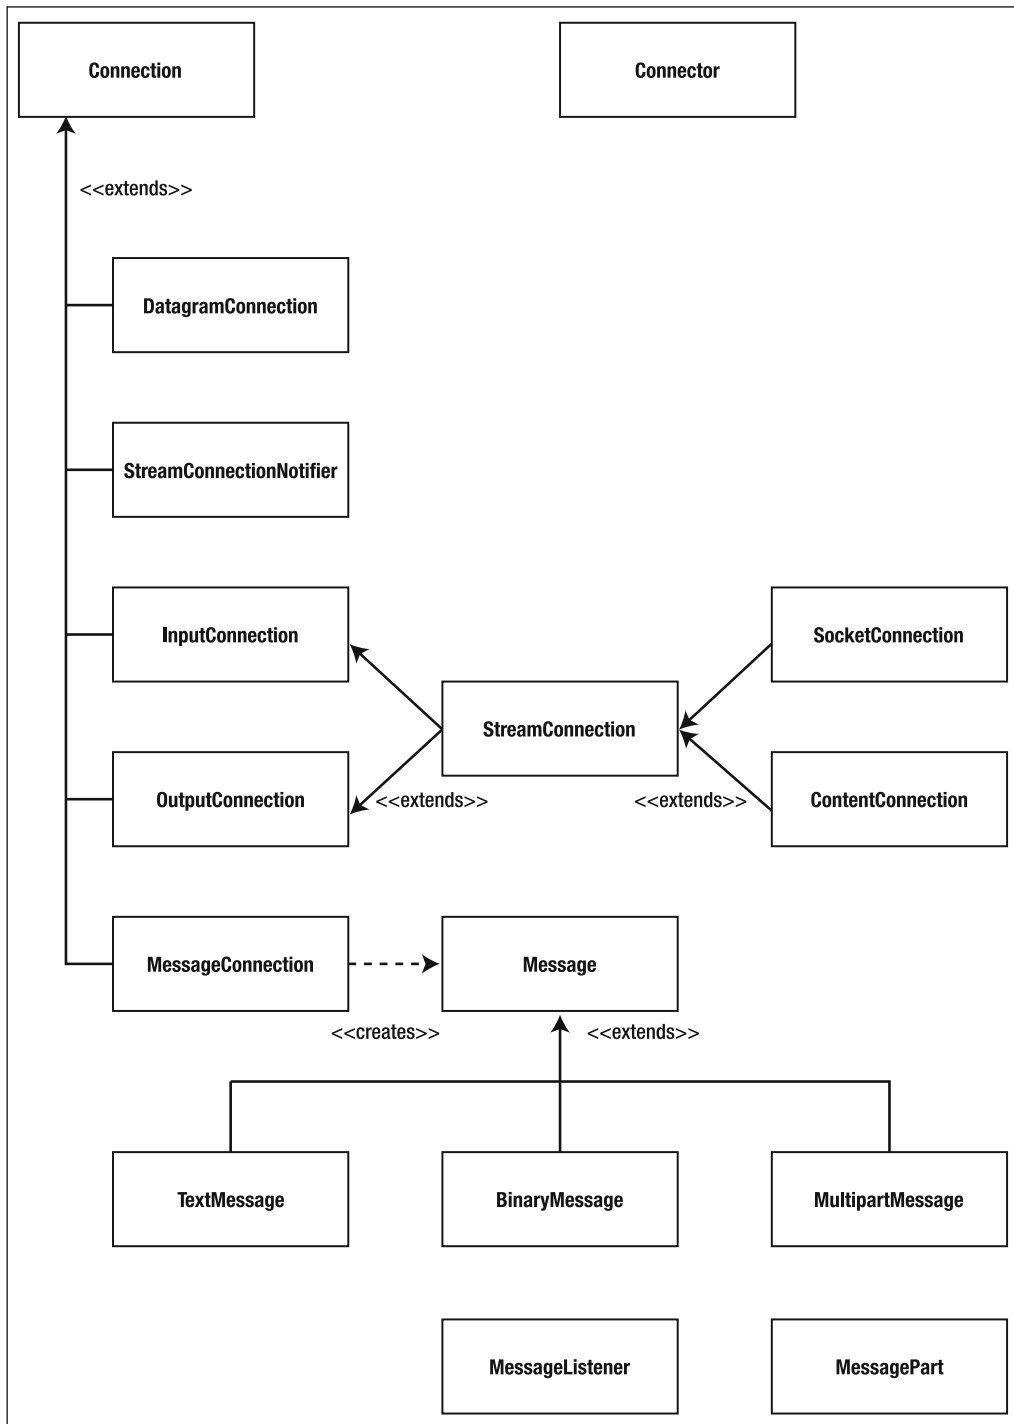 Connection
Connector
<<extends>>
DatagramConnection
StreamConnectionNotifier
InputConnection
SocketConnection
StreamConnection
OutputConnection
<<extends>>
<<extends>>
ContentConnection
MessageConnection
Message
<<creates>>
<<extends>>
TextMessage
BinaryMessage
MultipartMessage
MessageListener
MessagePart